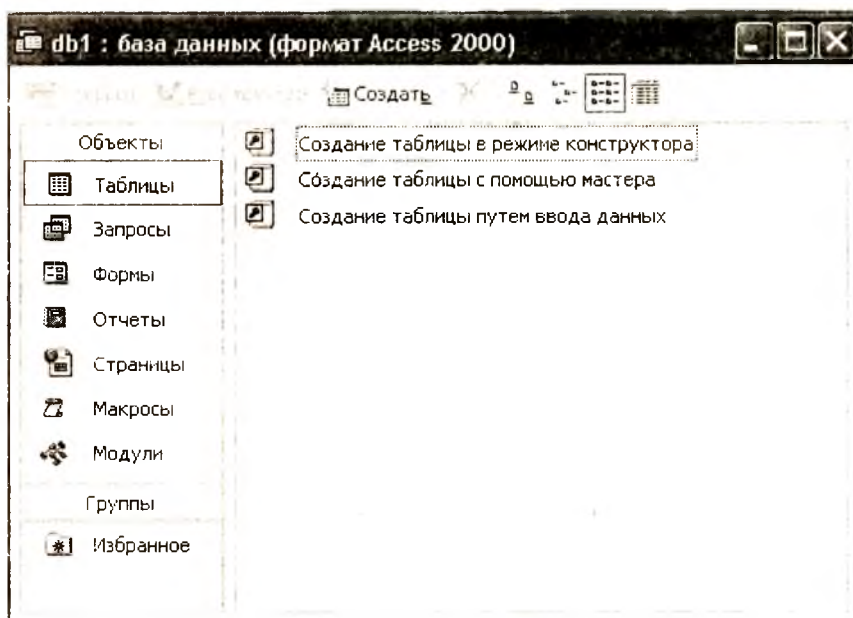 db1 : база данных (формат Access 2000)
Создать
Объекты
Таблицы
Запросы
Формы
Отчеты
Страницы
Макросы
Модули
Группы
Избранное
Создание таблицы в режиме конструктора
Создание таблицы с помощью мастера
Создание таблицы путем ввода данных